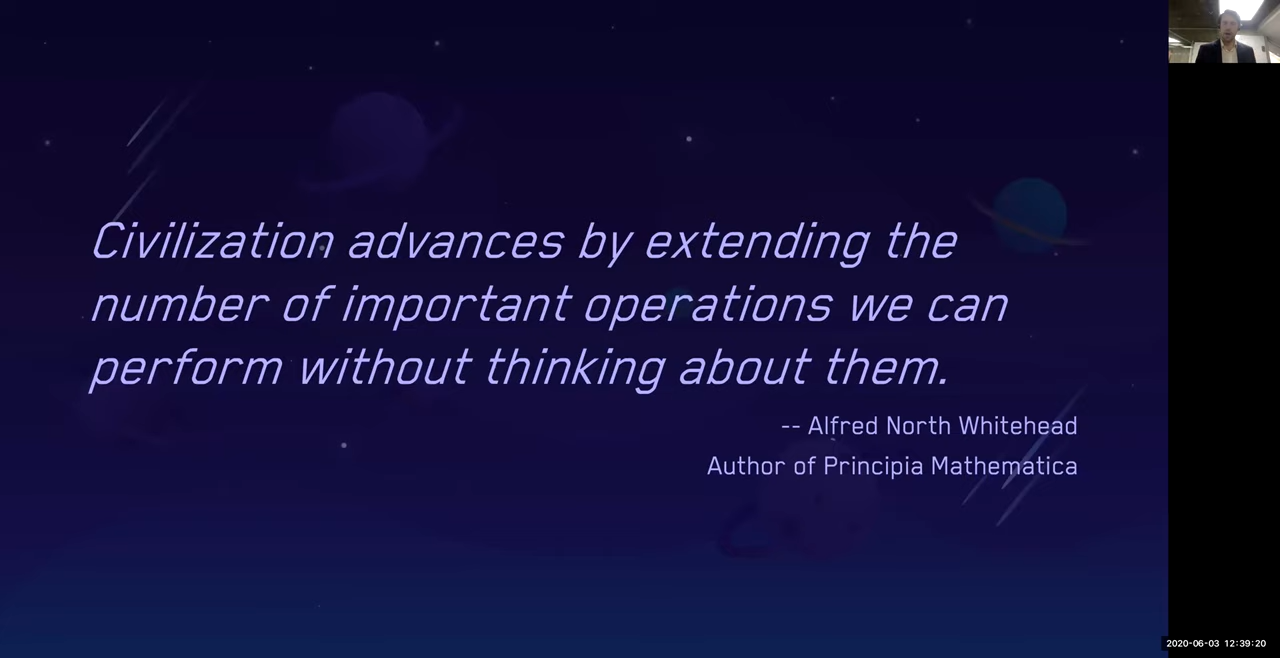 Civilization advances by extending the
number of important operations we can
perform without thinking about them.
-- Alfred North Whitehead
Author of Principia Mathematica
2020-06-03 12:39:20